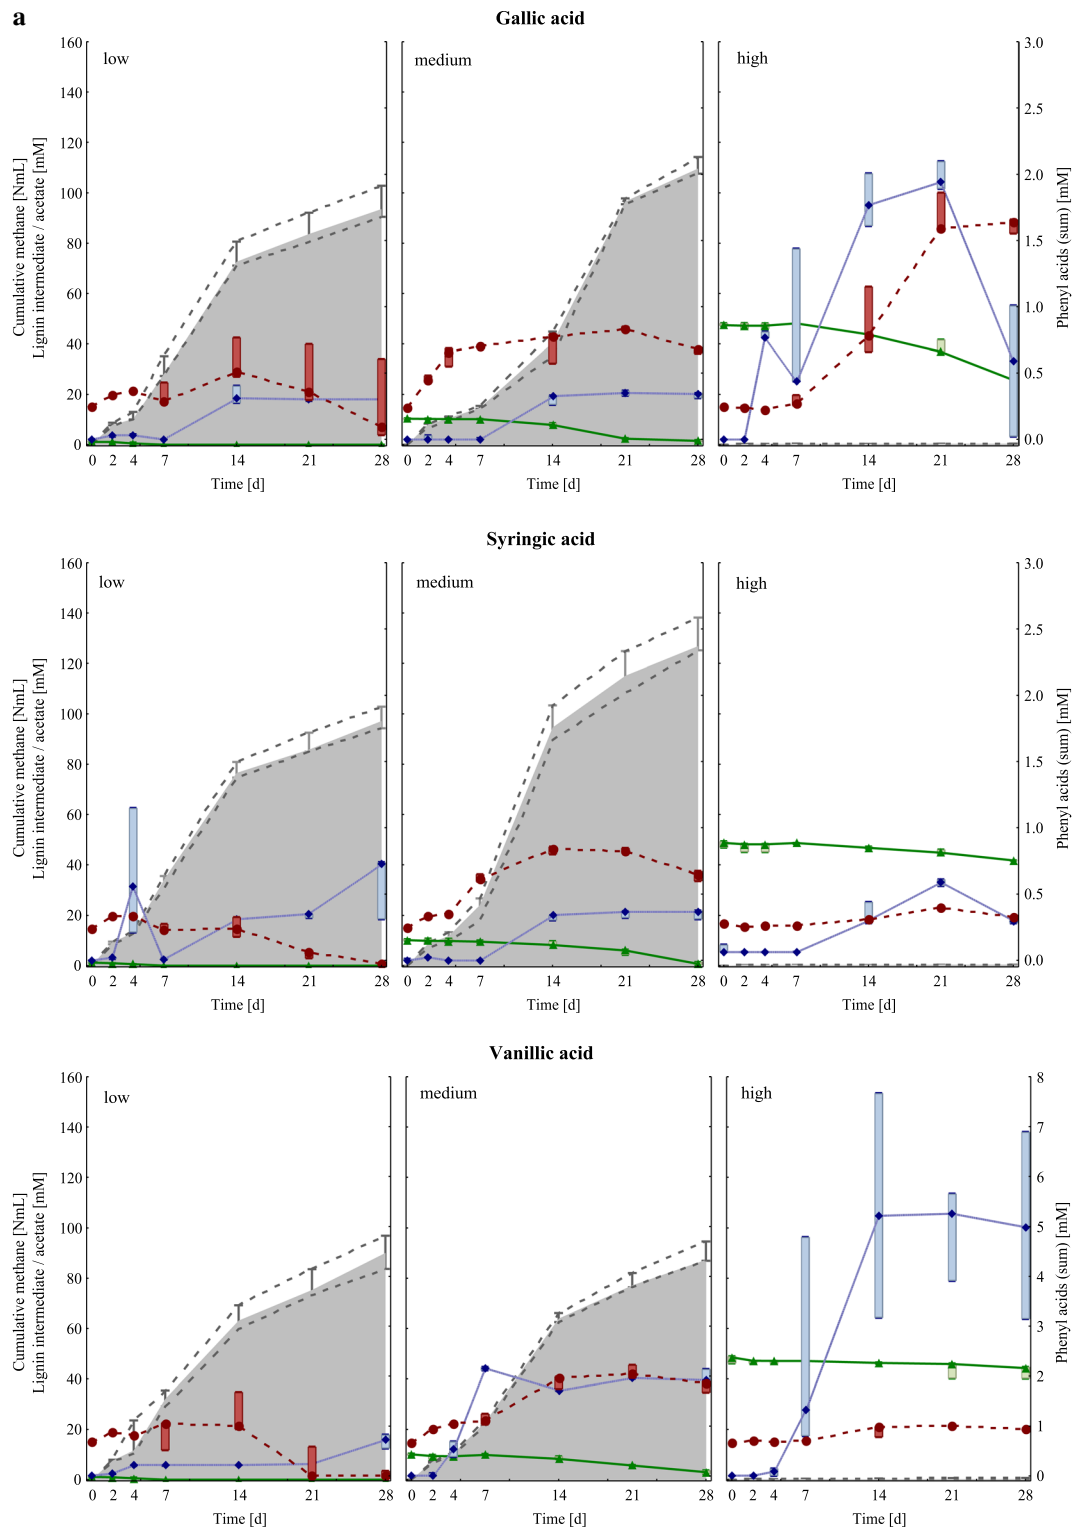 a
Gallic acid
low
medium
high
160
140
120
100
80
60
40
20
0
3.0
2.5
2.0
1.5
1.0
0.5
0.0
Cumulative methane [NmL]
Lignin intermediate / acetate [mM]
Phenyl acids (sum) [mM]
0 2 4 7 14 21 28
0 2 4 7 14 21 28
0 2 4 7 14 21 28
Time [d]
Time [d]
Time [d]
Syringic acid
low
medium
high
160
140
120
100
80
60
40
20
0
3.0
2.5
2.0
1.5
1.0
0.5
0.0
Cumulative methane [NmL]
Lignin intermediate / acetate [mM]
Phenyl acids (sum) [mM]
0 2 4 7 14 21 28
0 2 4 7 14 21 28
0 2 4 7 14 21 28
Time [d]
Time [d]
Time [d]
Vanillic acid
low
medium
high
160
140
120
100
80
60
40
20
0
8
7
6
5
4
3
2
1
0
Cumulative methane [NmL]
Lignin intermediate / acetate [mM]
Phenyl acids (sum) [mM]
0 2 4 7 14 21 28
0 2 4 7 14 21 28
0 2 4 7 14 21 28
Time [d]
Time [d]
Time [d]